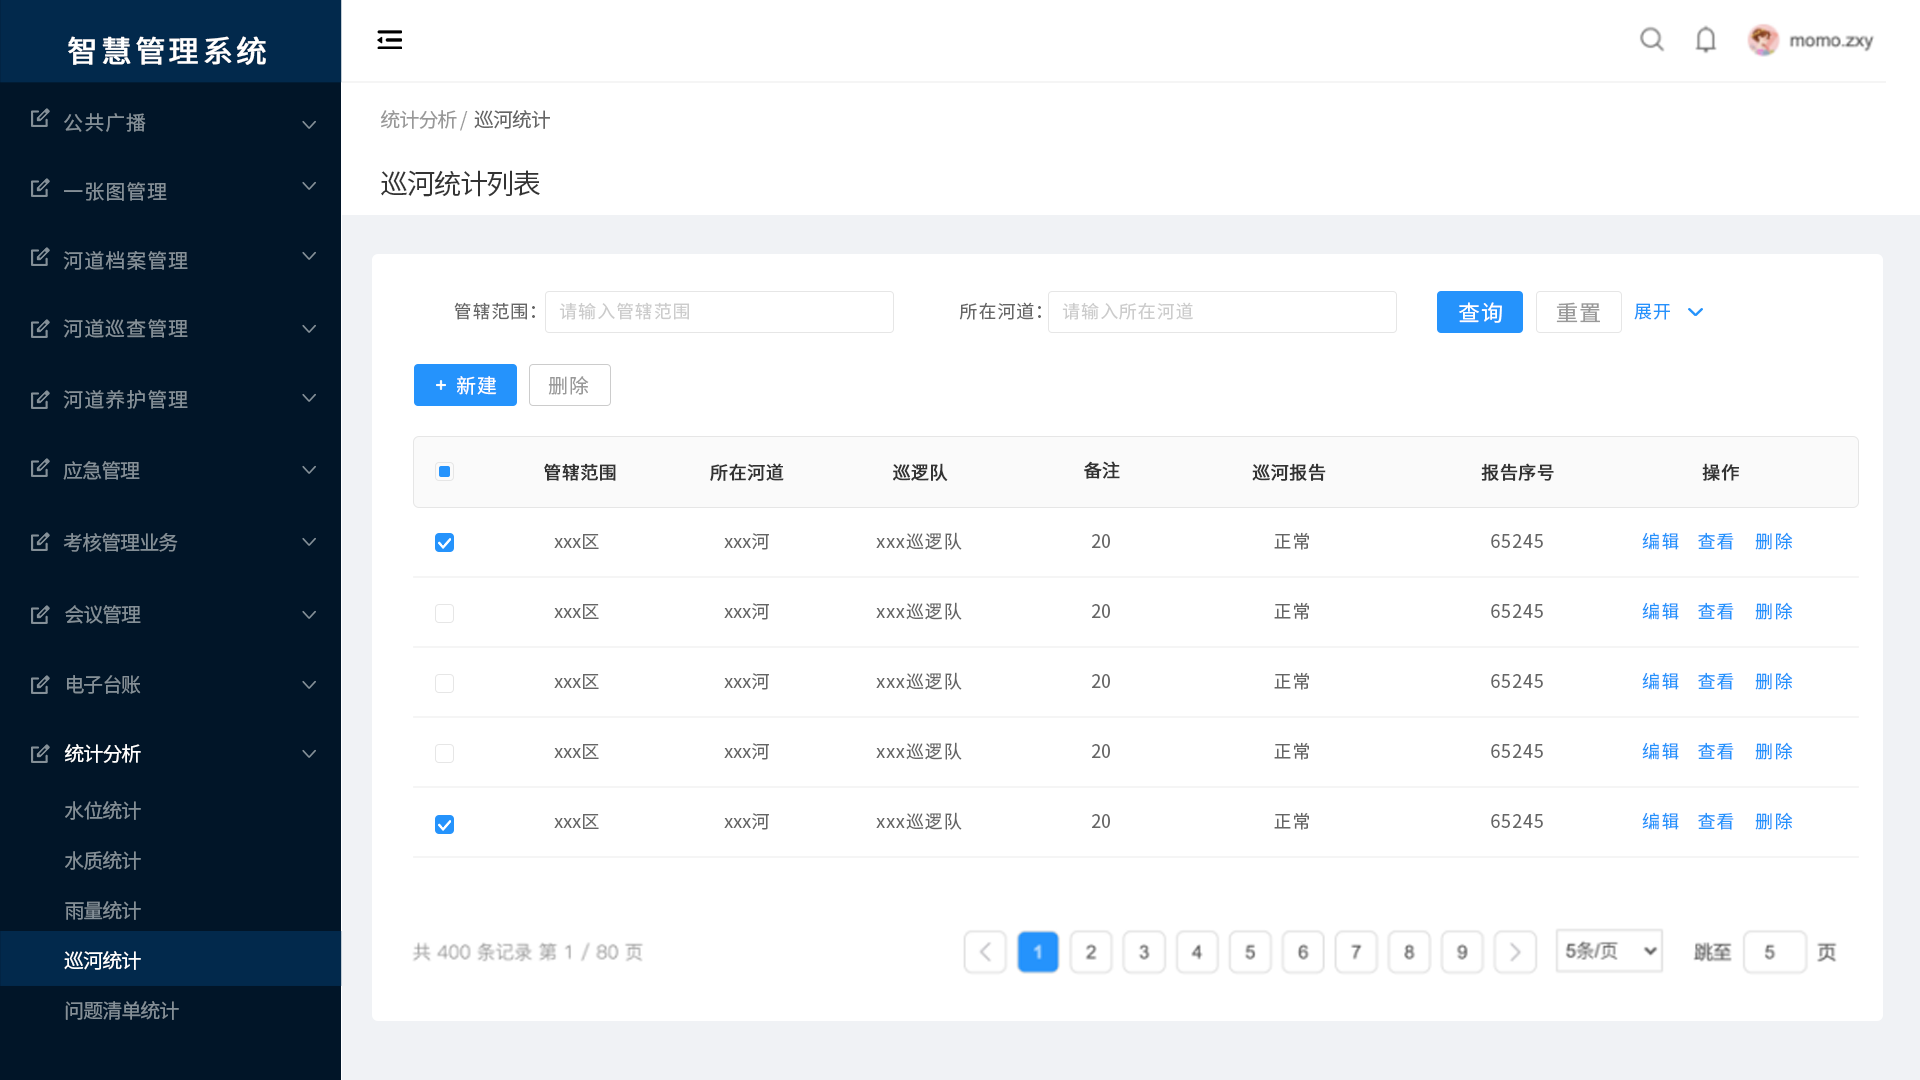 智慧管理系统
公共广播
一张图管理
河道档案管理
河道巡查管理
河道养护管理
应急管理
考核管理业务
会议管理
电子台账
统计分析
水位统计
水质统计
雨量统计
巡河统计
问题清单统计
momo.zxy
统计分析 / 巡河统计
巡河统计列表
管辖范围： 请输入管辖范围 所在河道： 请输入所在河道 查询 重置 展开
+ 新建 删除
管辖范围 所在河道 巡逻队 备注 巡河报告 报告序号 操作
xxx区 xxx河 xxx巡逻队 20 正常 65245 编辑 查看 删除
xxx区 xxx河 xxx巡逻队 20 正常 65245 编辑 查看 删除
xxx区 xxx河 xxx巡逻队 20 正常 65245 编辑 查看 删除
xxx区 xxx河 xxx巡逻队 20 正常 65245 编辑 查看 删除
xxx区 xxx河 xxx巡逻队 20 正常 65245 编辑 查看 删除
共 400 条记录 第 1 / 80 页 1 2 3 4 5 6 7 8 9 5条/页 跳至 5 页